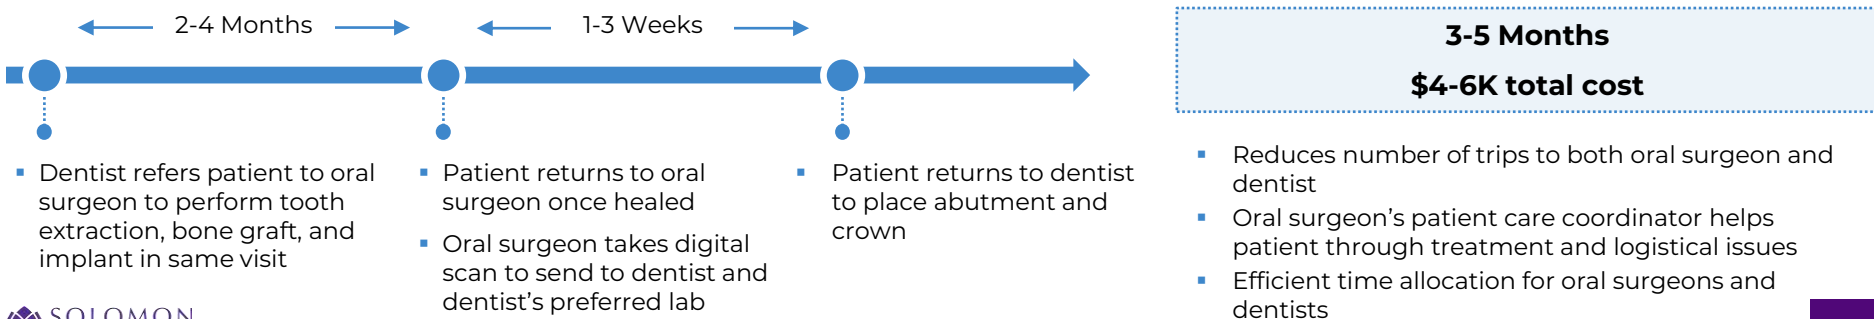 2-4 Months
1-3 Weeks
▪ Dentist refers patient to oral
surgeon to perform tooth
extraction, bone graft, and
implant in same visit
▪ Patient returns to oral
surgeon once healed
▪ Oral surgeon takes digital
scan to send to dentist and
dentist's preferred lab
▪ Patient returns to dentist
to place abutment and
crown
3-5 Months
$4-6K total cost
▪ Reduces number of trips to both oral surgeon and
dentist
▪ Oral surgeon's patient care coordinator helps
patient through treatment and logistical issues
▪ Efficient time allocation for oral surgeons and
dentists
SOLOMON